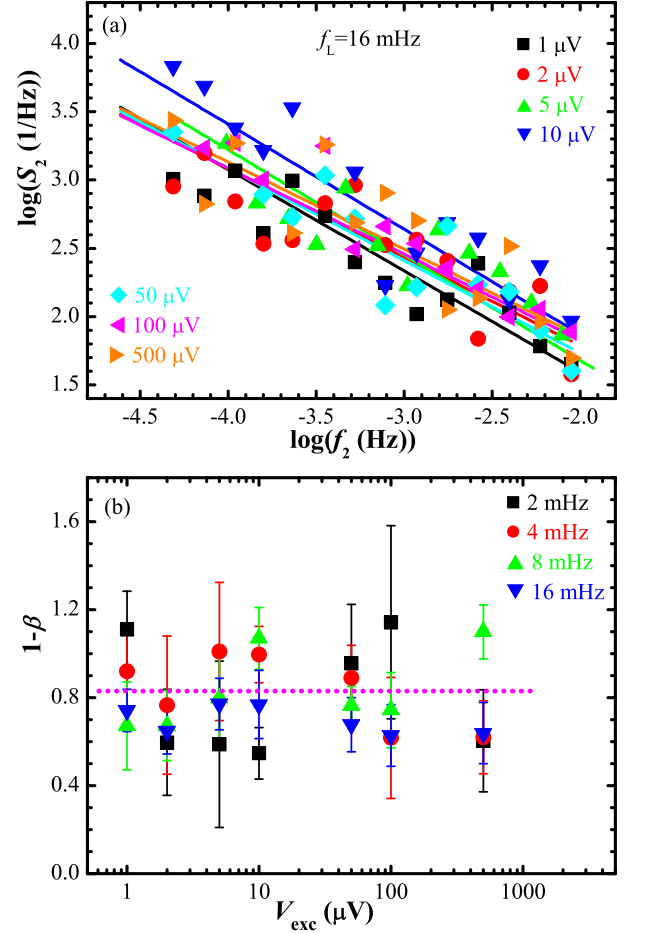 (a)
f_L=16 mHz
1 μV
2 μV
5 μV
10 μV
50 μV
100 μV
500 μV
log(S₂ (1/Hz))
4.0
3.5
3.0
2.5
2.0
1.5
-4.5 -4.0 -3.5 -3.0 -2.5 -2.0
log(f₂ (Hz))
(b)
2 mHz
4 mHz
8 mHz
16 mHz
1-β
1.6
1.2
0.8
0.4
0.0
1 10 100 1000
V_exc (μV)